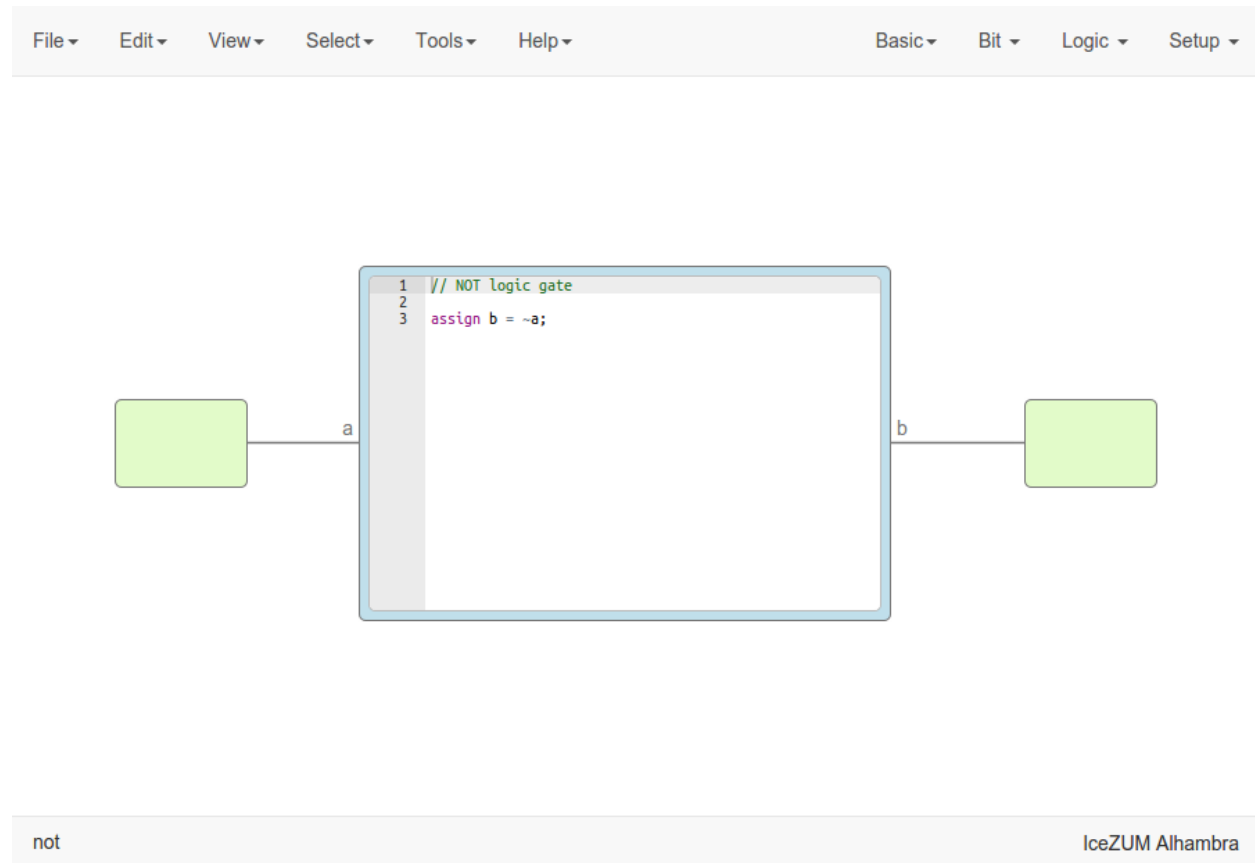 File Edit View Select Tools Help Basic Bit Logic Setup
1 // NOT logic gate
2
3 assign b = ~a;
a
b
not IceZUM Alhambra